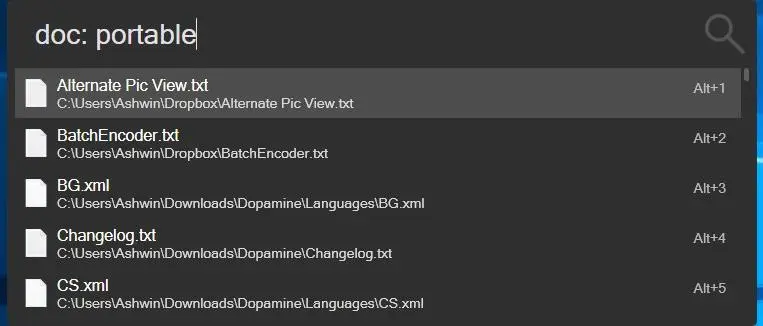 doc: portable
Alternate Pic View.txt
C:\Users\Ashwin\Dropbox\Alternate Pic View.txt
Alt+1
BatchEncoder.txt
C:\Users\Ashwin\Dropbox\BatchEncoder.txt
Alt+2
BG.xml
C:\Users\Ashwin\Downloads\Dopamine\Languages\BG.xml
Alt+3
Changelog.txt
C:\Users\Ashwin\Downloads\Dopamine\Changelog.txt
Alt+4
CS.xml
C:\Users\Ashwin\Downloads\Dopamine\Languages\CS.xml
Alt+5